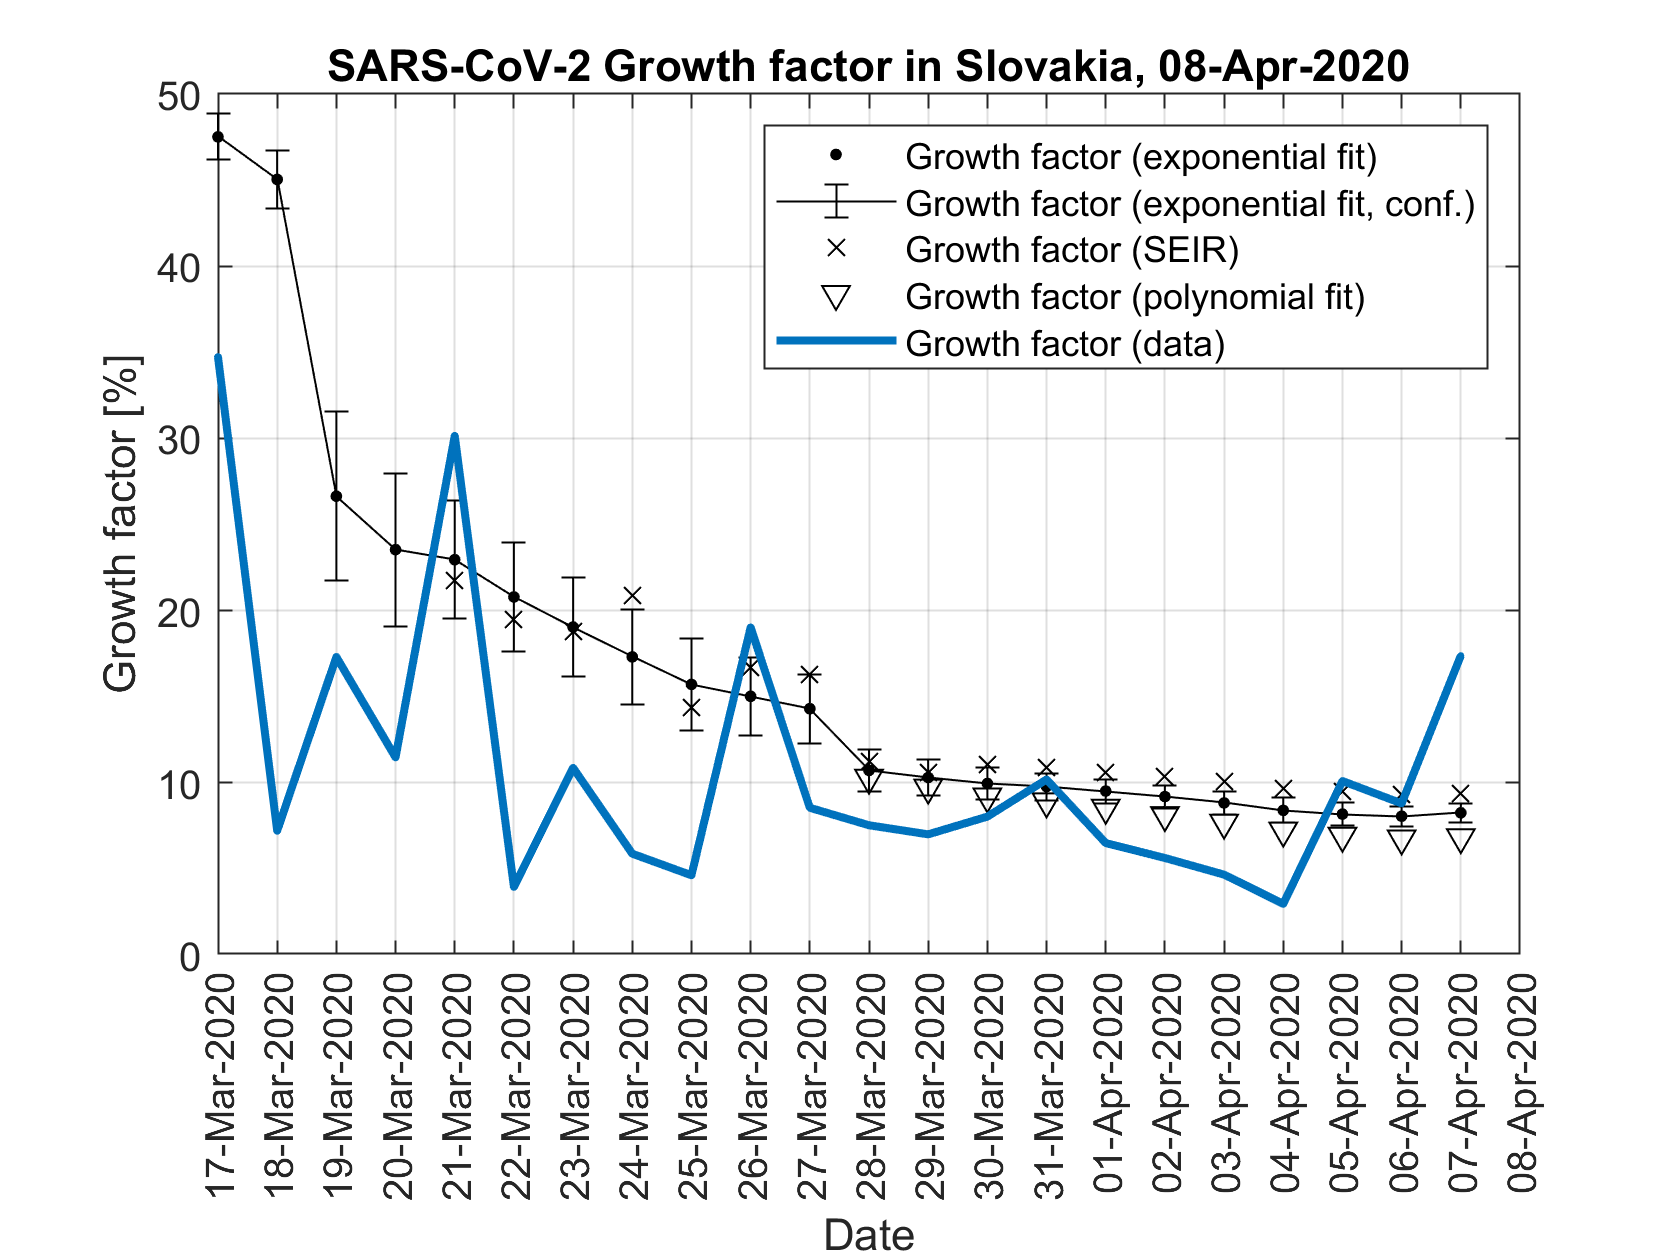 SARS-CoV-2 Growth factor in Slovakia, 08-Apr-2020
50
40
30
20
10
0
Growth factor [%]
Growth factor (exponential fit)
Growth factor (exponential fit, conf.)
Growth factor (SEIR)
Growth factor (polynomial fit)
Growth factor (data)
17-Mar-2020
18-Mar-2020
19-Mar-2020
20-Mar-2020
21-Mar-2020
22-Mar-2020
23-Mar-2020
24-Mar-2020
25-Mar-2020
26-Mar-2020
27-Mar-2020
28-Mar-2020
29-Mar-2020
30-Mar-2020
31-Mar-2020
01-Apr-2020
02-Apr-2020
03-Apr-2020
04-Apr-2020
05-Apr-2020
06-Apr-2020
07-Apr-2020
08-Apr-2020
Date